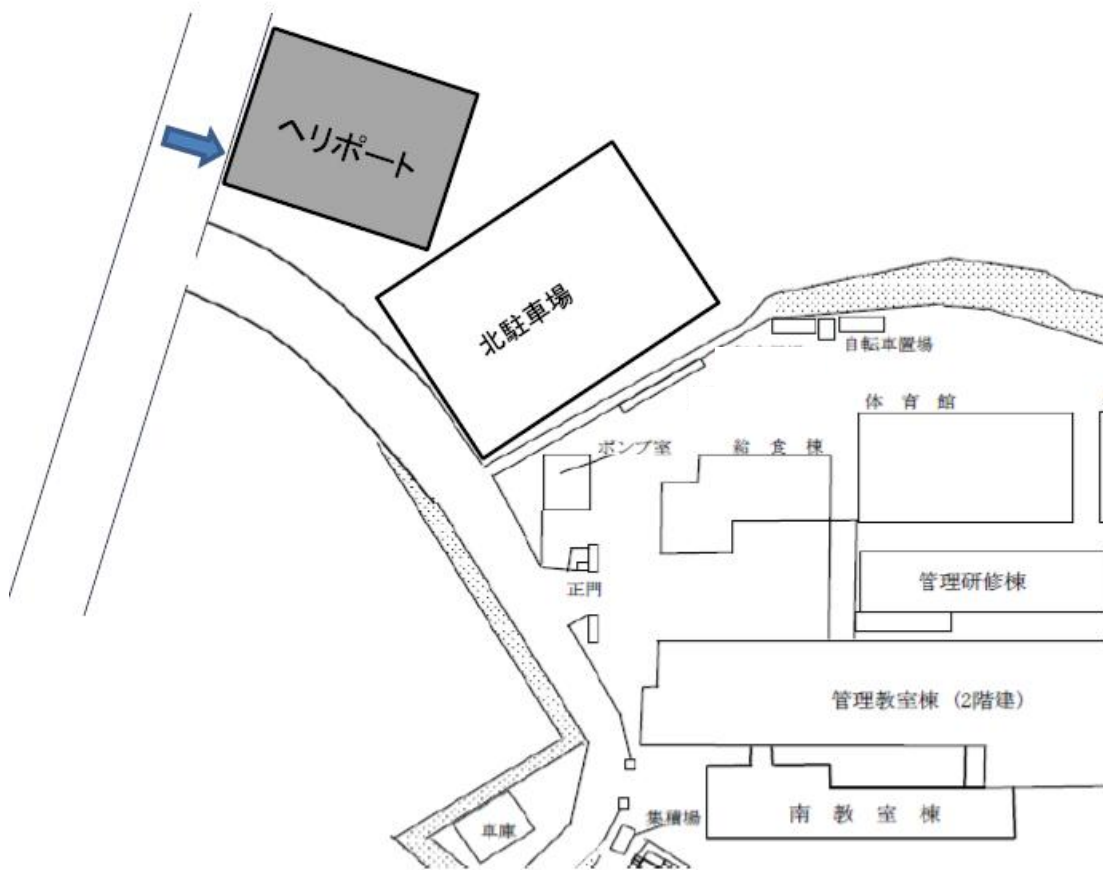 ヘリポート
北駐車場
自転車置場
体育館
ポンプ室
給食棟
管理研修棟
正門
管理教室棟(2階建)
南教室棟
集積場
車庫